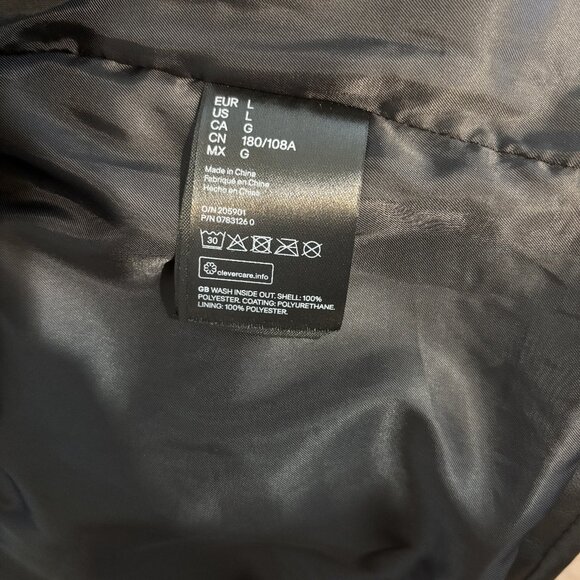 EUR L
US L
CA G
CN 180/108A
MX G
Made in China
Fabriqué en Chine
Hecho en China
O/N 205901
P/N 0783126 0
30
clevercare.info
GB WASH INSIDE OUT. SHELL: 100%
POLYESTER. COATING: POLYURETHANE.
LINING: 100% POLYESTER.